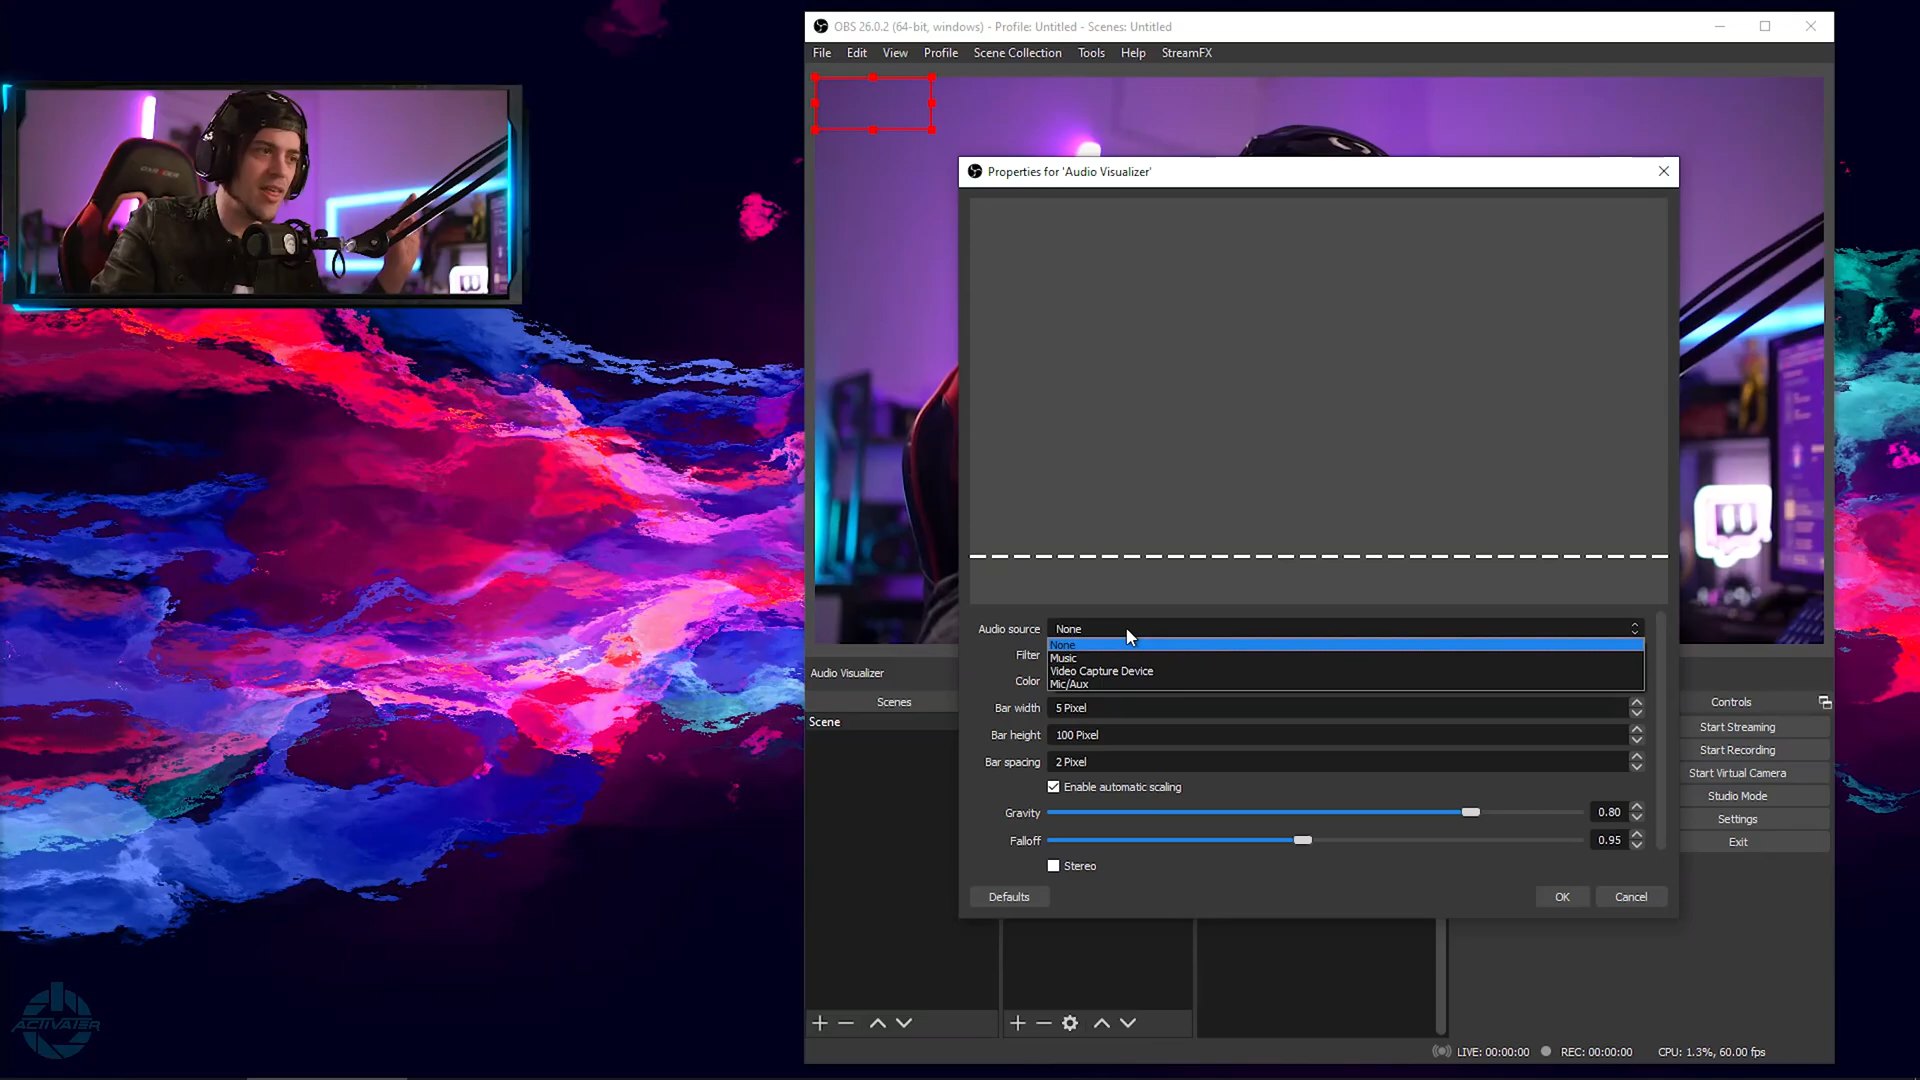 OBS 26.0.2 (64-bit, windows) - Profile: Untitled - Scenes: Untitled
File Edit View Profile Scene Collection Tools Help StreamFX
Properties for 'Audio Visualizer'
Audio source None
None
Music
Video Capture Device
Mic/Aux
Filter
Color
Bar width 5 Pixel
Bar height 100 Pixel
Bar spacing 2 Pixel
Enable automatic scaling
Gravity 0.80
Falloff 0.95
Stereo
Defaults OK Cancel
Audio Visualizer
Scenes
Scene
Controls
Start Streaming
Start Recording
Start Virtual Camera
Studio Mode
Settings
Exit
LIVE: 00:00:00 REC: 00:00:00 CPU: 1.3%, 60.00 fps
ACTIVATER